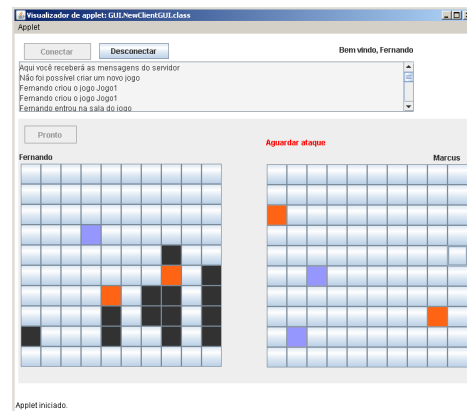 Visualizador de applet: GUI.NewClientGUI.class
Applet
Conectar
Desconectar
Bem vindo, Fernando
Aqui você receberá as mensagens do servidor
Não foi possível criar um novo jogo
Fernando criou o jogo Jogo1
Fernando criou o jogo Jogo1
Fernando entrou na sala do jogo
Pronto
Aguardar ataque
Fernando
Marcus
Applet iniciado.